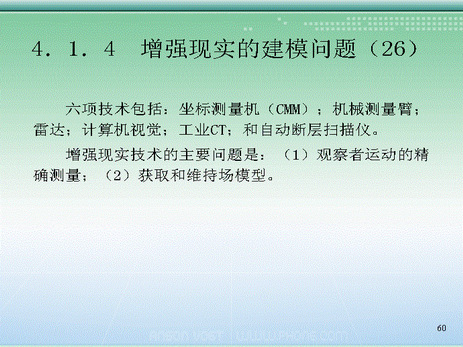 4．1．4　增强现实的建模问题（26）
六项技术包括：坐标测量机（CMM）；机械测量臂；
雷达；计算机视觉；工业CT；和自动断层扫描仪。
增强现实技术的主要问题是：（1）观察者运动的精
确测量；（2）获取和维持场模型。
60